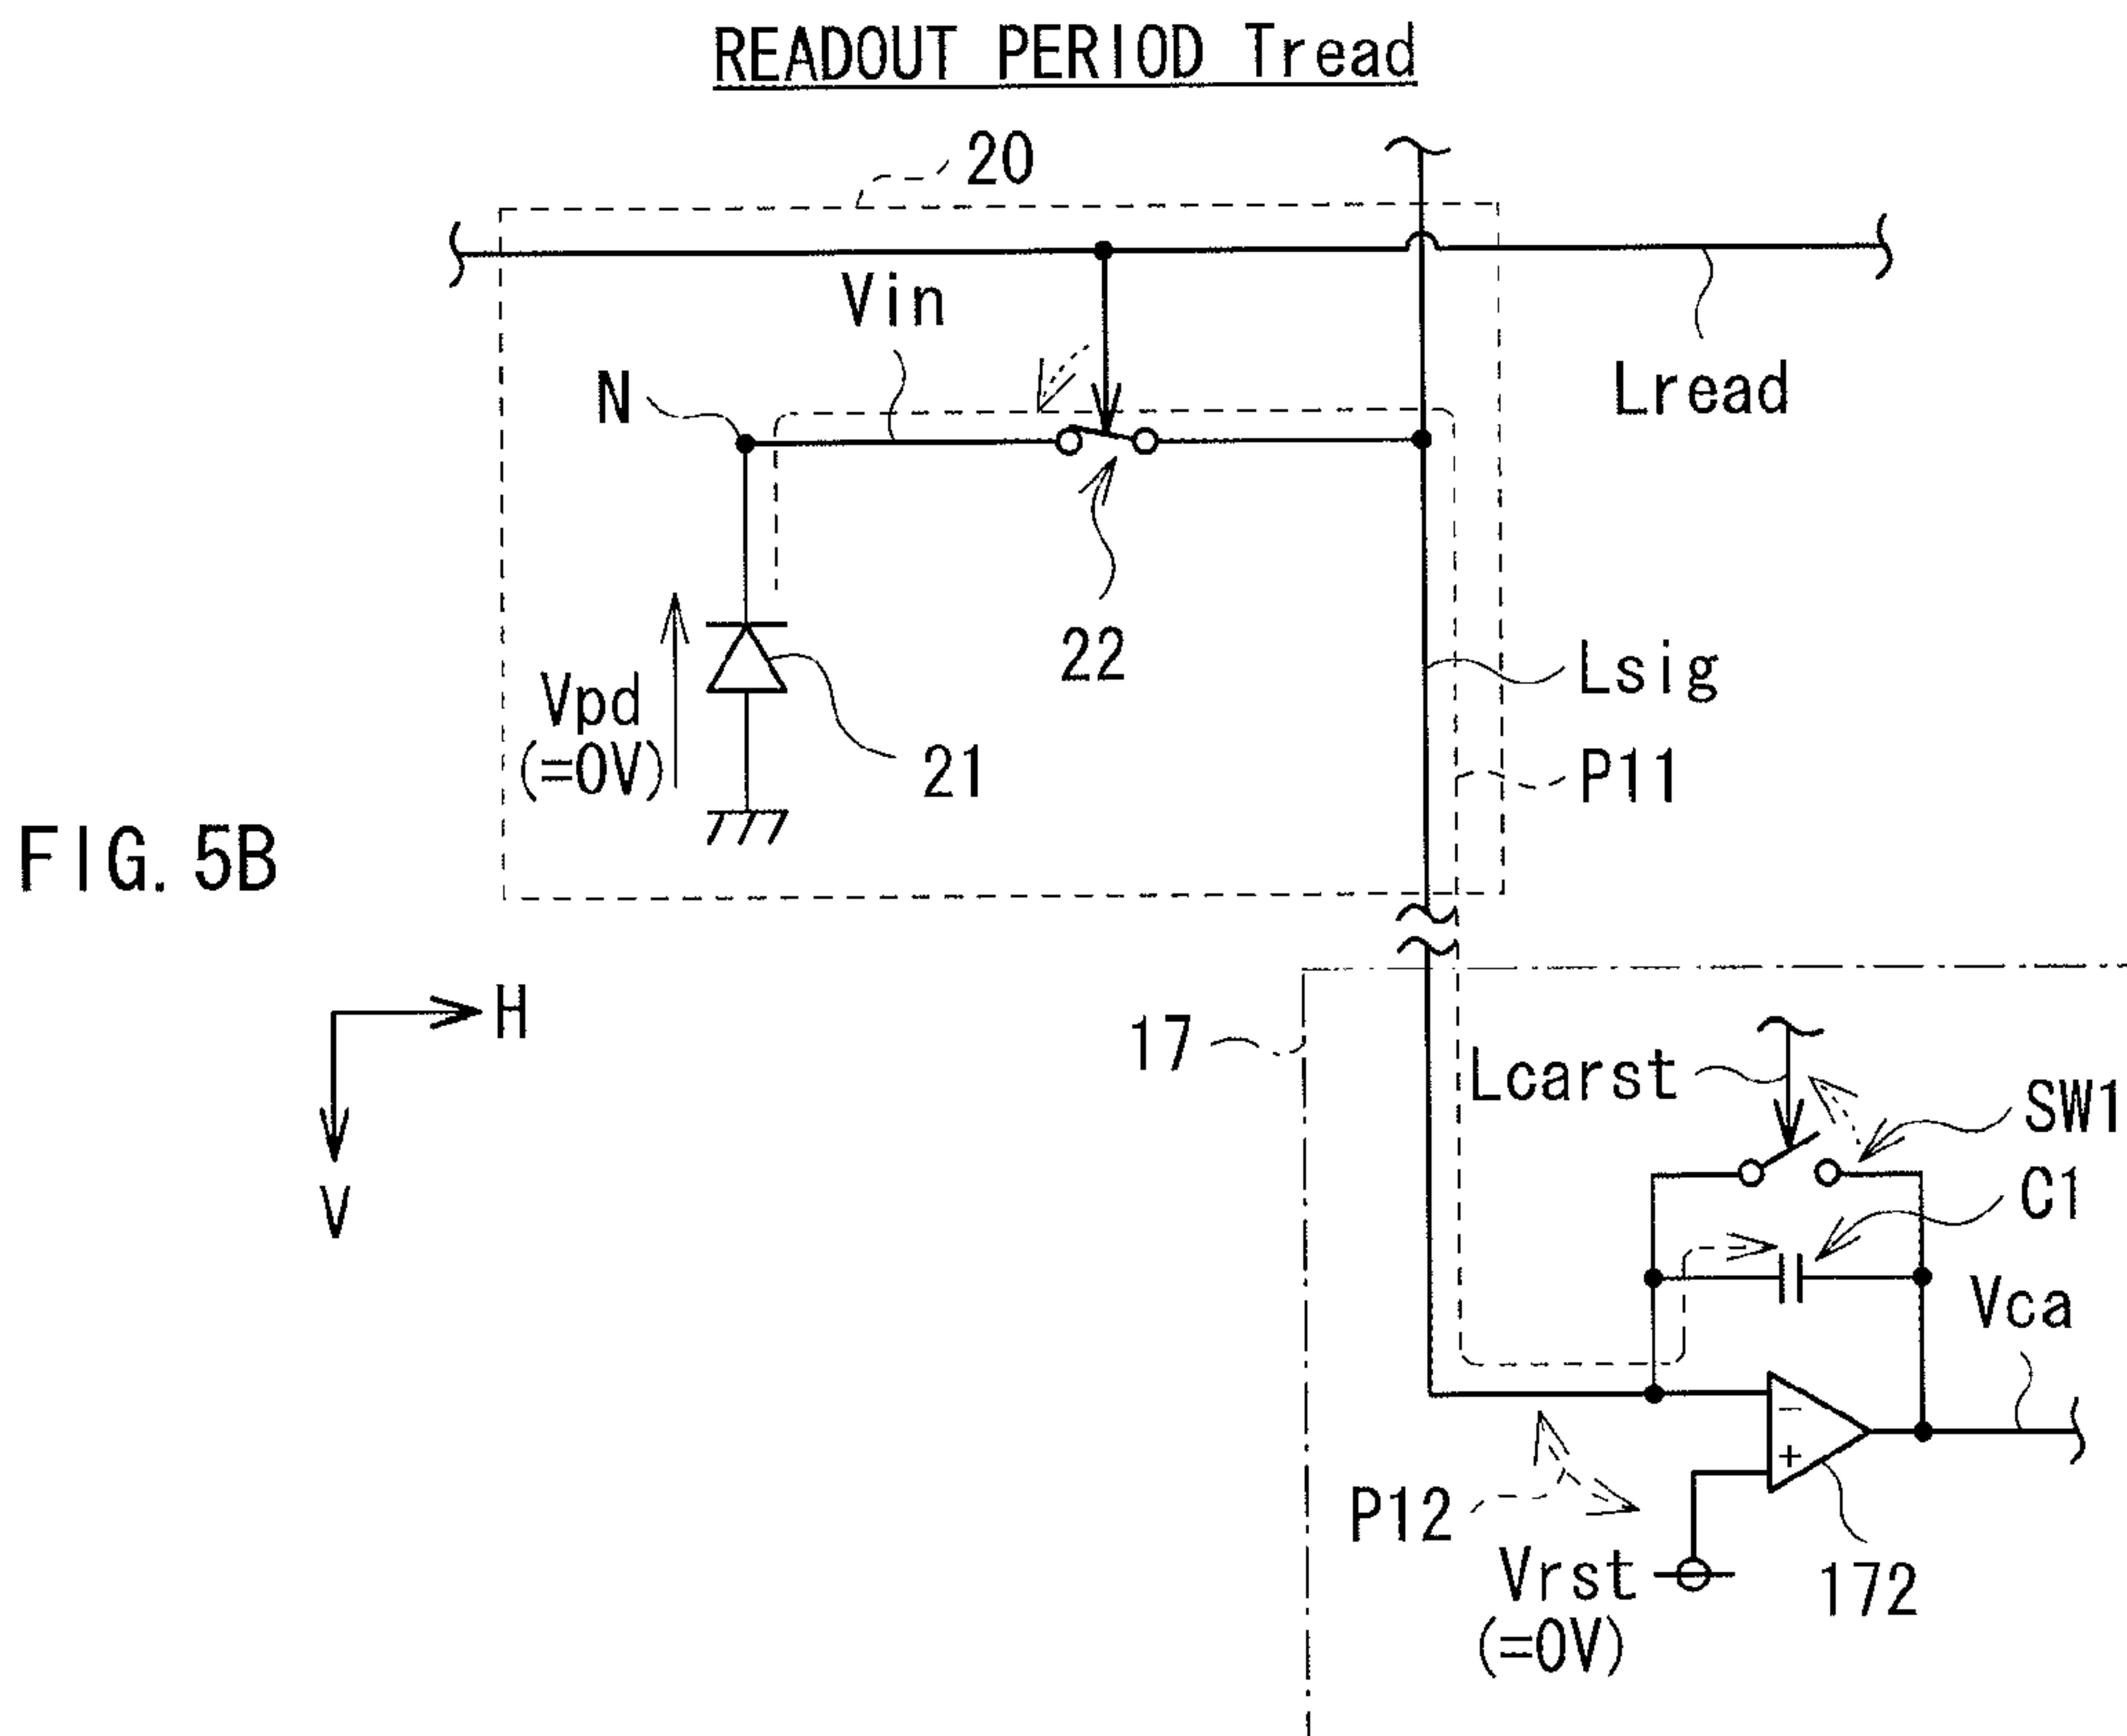 READOUT PERIOD Tread
20
Vin
N
Lread
22
Lsig
Vpd
(=0V)
21
P11
FIG. 5B
H
V
17
Lcarst
SW1
C1
Vca
−
+
P12
Vrst
(=0V)
172